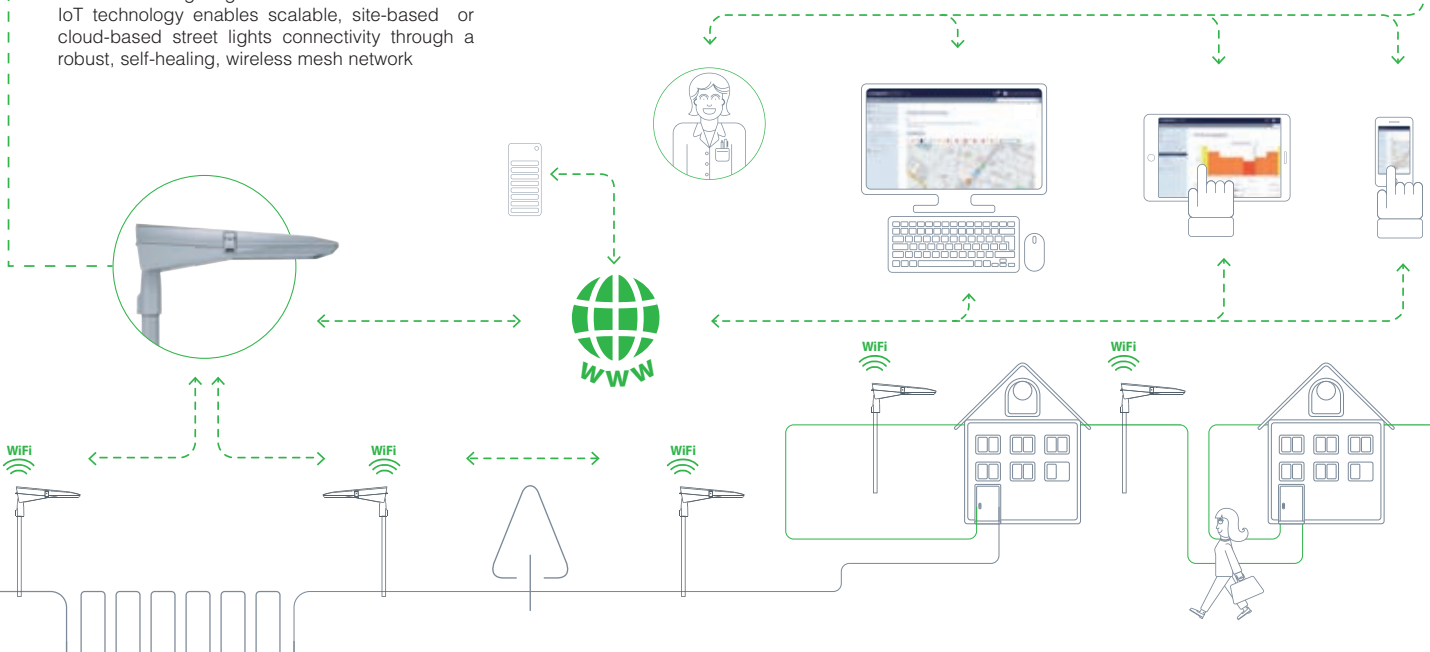 IoT technology enables scalable, site-based or
cloud-based street lights connectivity through a
robust, self-healing, wireless mesh network
www
WiFi
WiFi
WiFi
WiFi
WiFi